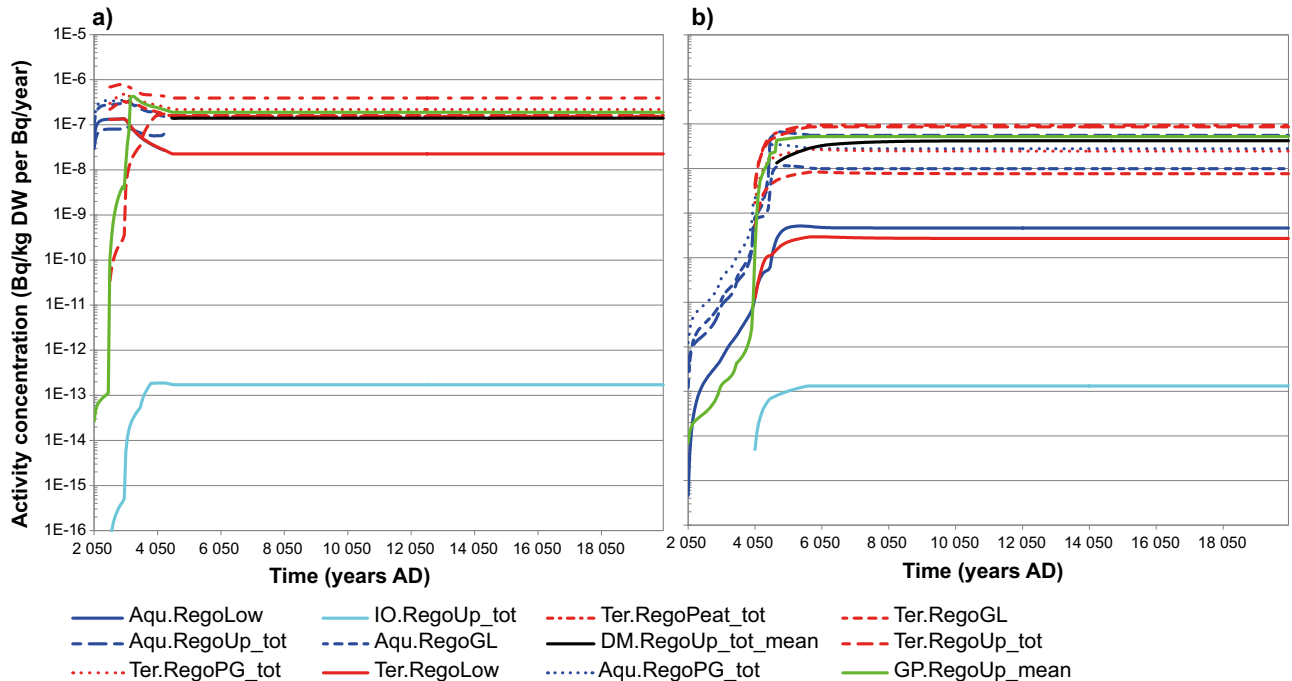 a)
b)
Activity concentration (Bq/kg DW per Bq/year)
1E-5
1E-6
1E-7
1E-8
1E-9
1E-10
1E-11
1E-12
1E-13
1E-14
1E-15
1E-16
2 050 4 050 6 050 8 050 10 050 12 050 14 050 16 050 18 050
2 050 4 050 6 050 8 050 10 050 12 050 14 050 16 050 18 050
Time (years AD)
Time (years AD)
Aqu.RegoLow IO.RegoUp_tot Ter.RegoPeat_tot Ter.RegoGL
Aqu.RegoUp_tot Aqu.RegoGL DM.RegoUp_tot_mean Ter.RegoUp_tot
Ter.RegoPG_tot Ter.RegoLow Aqu.RegoPG_tot GP.RegoUp_mean